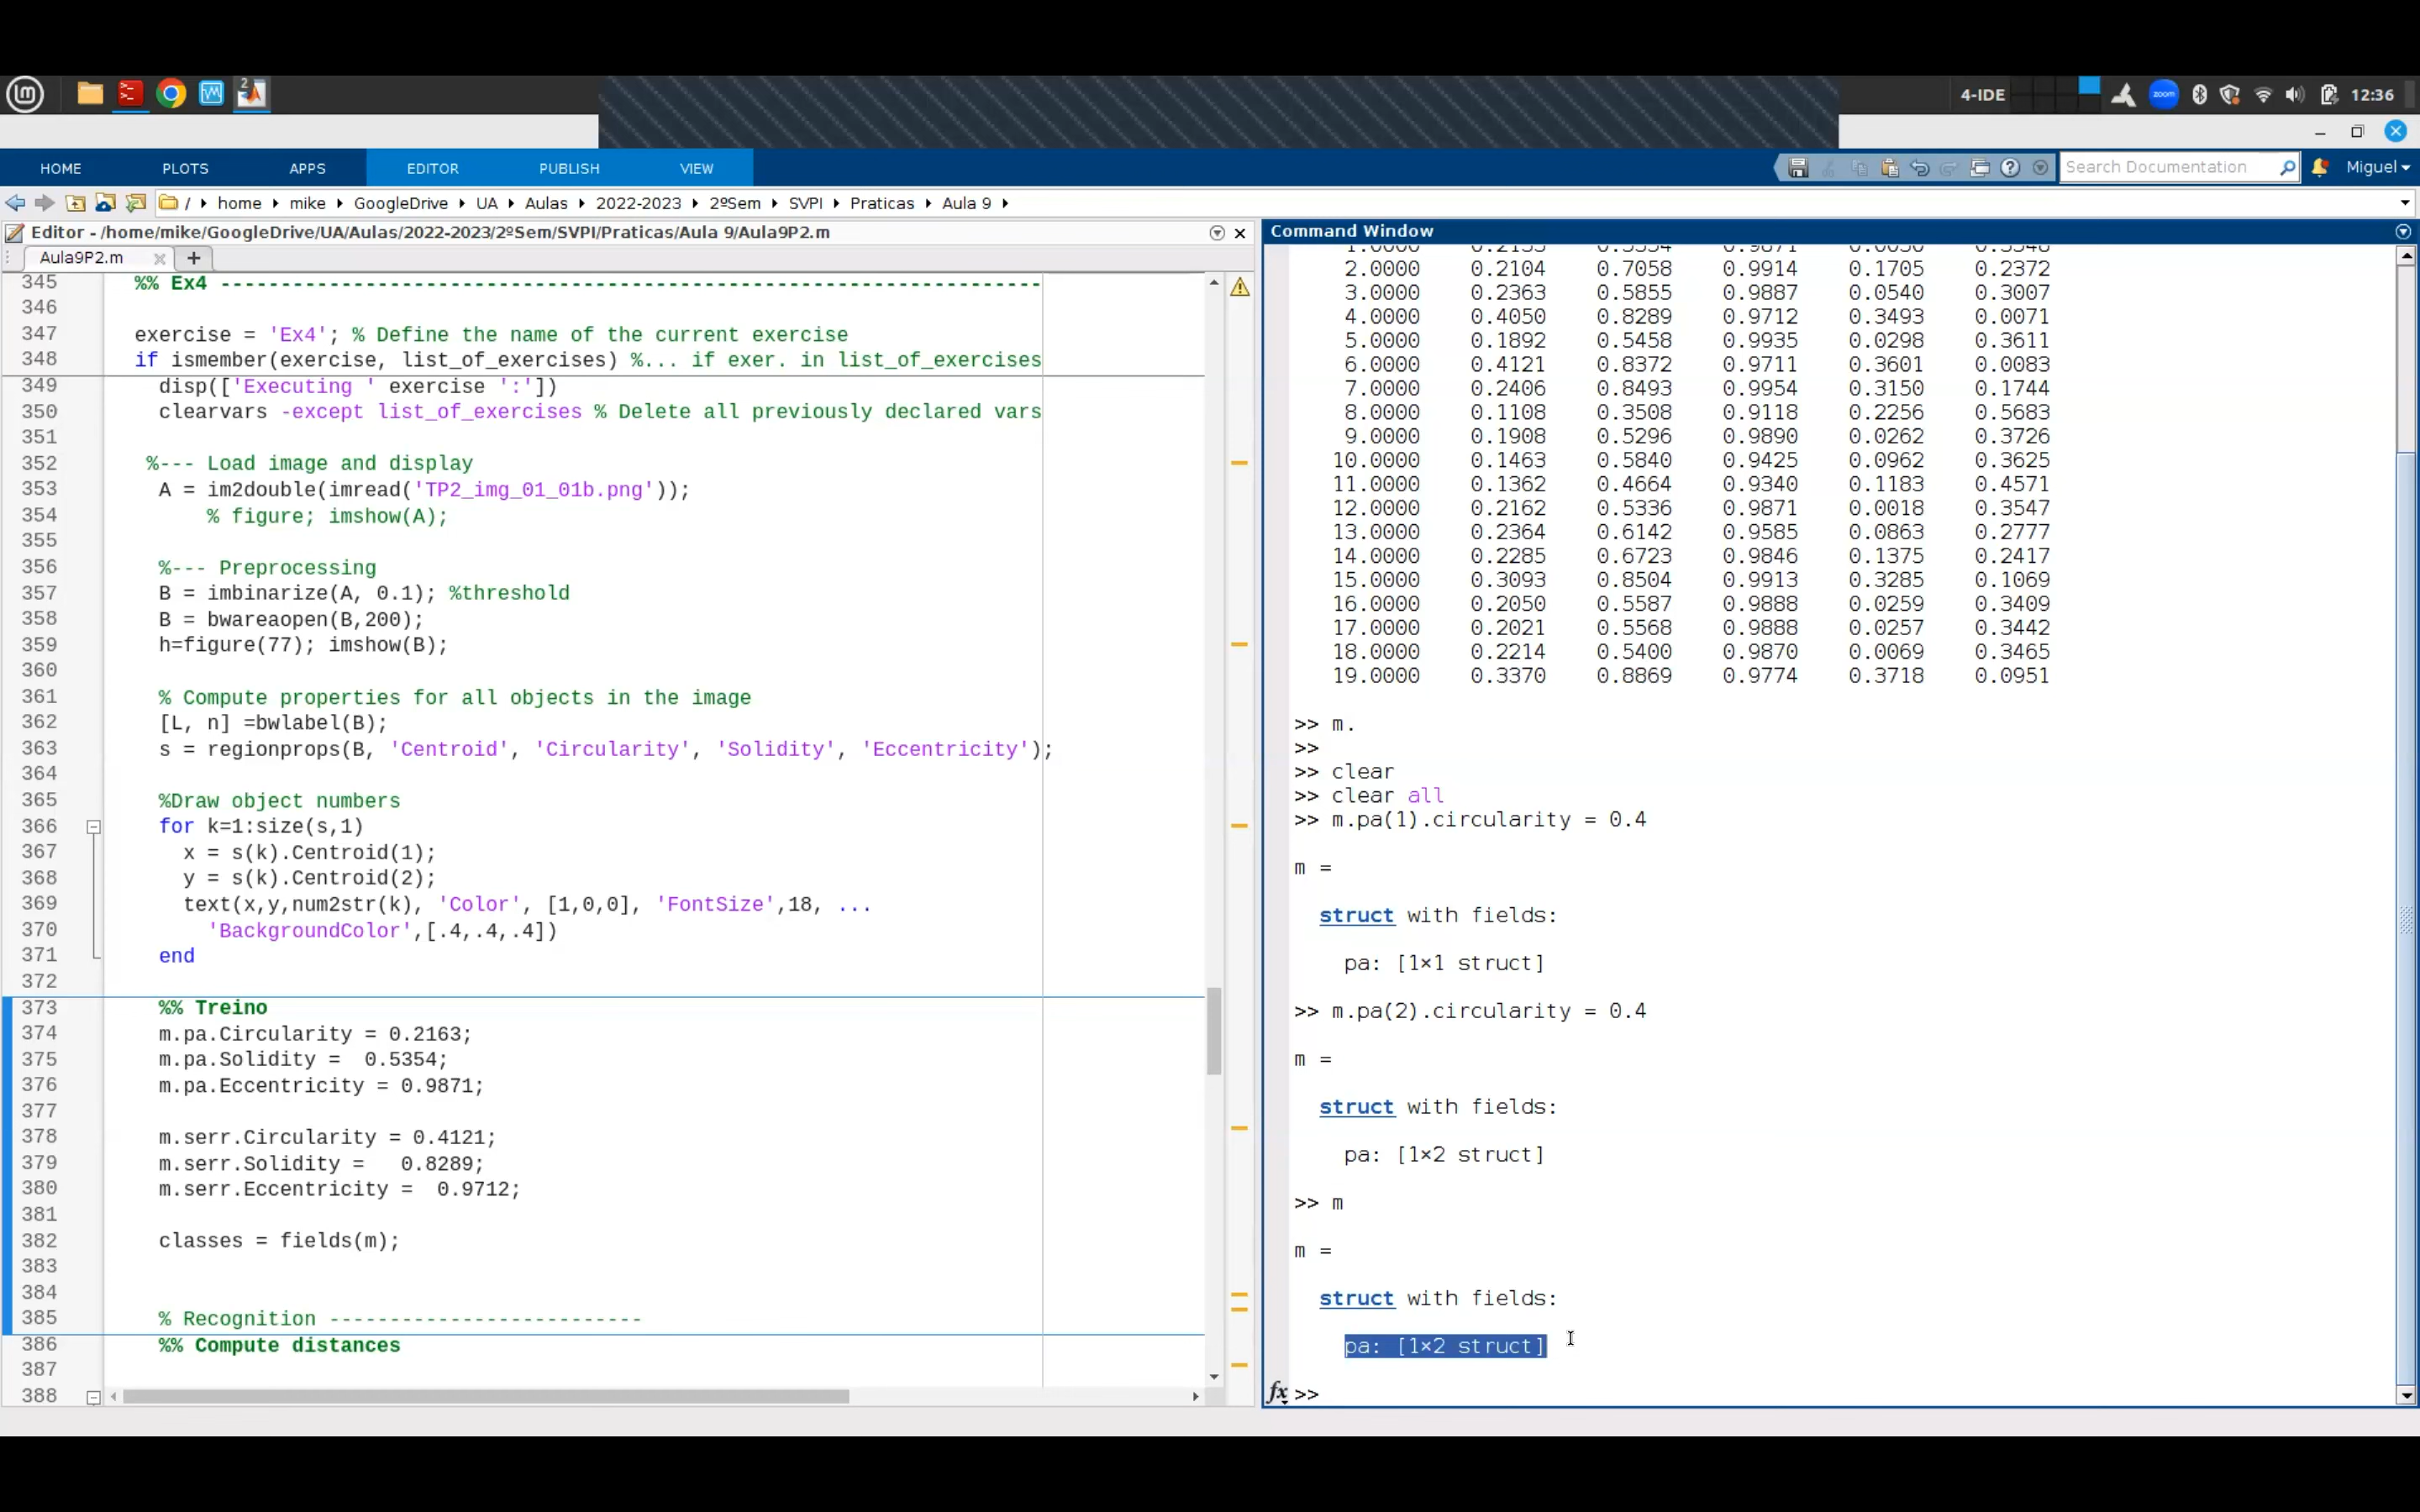 4-IDE
zoom
12:36
HOME PLOTS APPS EDITOR PUBLISH VIEW
Search Documentation
Miguel
/ home mike GoogleDrive UA Aulas 2022-2023 2ºSem SVPI Praticas Aula 9
Editor - /home/mike/GoogleDrive/UA/Aulas/2022-2023/2ºSem/SVPI/Praticas/Aula 9/Aula9P2.m
Aula9P2.m
345 %% Ex4 --------------------------------------------------------------------
346
347 exercise = 'Ex4'; % Define the name of the current exercise
348 if ismember(exercise, list_of_exercises) %... if exer. in list_of_exercises
349 disp(['Executing ' exercise ':'])
350 clearvars -except list_of_exercises % Delete all previously declared vars
351
352 %--- Load image and display
353 A = im2double(imread('TP2_img_01_01b.png'));
354 % figure; imshow(A);
355
356 %--- Preprocessing
357 B = imbinarize(A, 0.1); %threshold
358 B = bwareaopen(B,200);
359 h=figure(77); imshow(B);
360
361 % Compute properties for all objects in the image
362 [L, n] =bwlabel(B);
363 s = regionprops(B, 'Centroid', 'Circularity', 'Solidity', 'Eccentricity');
364
365 %Draw object numbers
366 for k=1:size(s,1)
367 x = s(k).Centroid(1);
368 y = s(k).Centroid(2);
369 text(x,y,num2str(k), 'Color', [1,0,0], 'FontSize',18, ...
370 'BackgroundColor',[.4,.4,.4])
371 end
372
373 %% Treino
374 m.pa.Circularity = 0.2163;
375 m.pa.Solidity = 0.5354;
376 m.pa.Eccentricity = 0.9871;
377
378 m.serr.Circularity = 0.4121;
379 m.serr.Solidity = 0.8289;
380 m.serr.Eccentricity = 0.9712;
381
382 classes = fields(m);
383
384
385 % Recognition --------------------------
386 %% Compute distances
387
388
Command Window
2.0000 0.2104 0.7058 0.9914 0.1705 0.2372
3.0000 0.2363 0.5855 0.9887 0.0540 0.3007
4.0000 0.4050 0.8289 0.9712 0.3493 0.0071
5.0000 0.1892 0.5458 0.9935 0.0298 0.3611
6.0000 0.4121 0.8372 0.9711 0.3601 0.0083
7.0000 0.2406 0.8493 0.9954 0.3150 0.1744
8.0000 0.1108 0.3508 0.9118 0.2256 0.5683
9.0000 0.1908 0.5296 0.9890 0.0262 0.3726
10.0000 0.1463 0.5840 0.9425 0.0962 0.3625
11.0000 0.1362 0.4664 0.9340 0.1183 0.4571
12.0000 0.2162 0.5336 0.9871 0.0018 0.3547
13.0000 0.2364 0.6142 0.9585 0.0863 0.2777
14.0000 0.2285 0.6723 0.9846 0.1375 0.2417
15.0000 0.3093 0.8504 0.9913 0.3285 0.1069
16.0000 0.2050 0.5587 0.9888 0.0259 0.3409
17.0000 0.2021 0.5568 0.9888 0.0257 0.3442
18.0000 0.2214 0.5400 0.9870 0.0069 0.3465
19.0000 0.3370 0.8869 0.9774 0.3718 0.0951
>> m.
>>
>> clear
>> clear all
>> m.pa(1).circularity = 0.4
m =
struct with fields:
pa: [1×1 struct]
>> m.pa(2).circularity = 0.4
m =
struct with fields:
pa: [1×2 struct]
>> m
m =
struct with fields:
pa: [1×2 struct]
fx >>